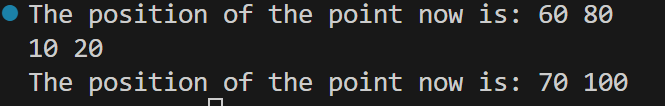 The position of the point now is: 60 80
10 20
The position of the point now is: 70 100